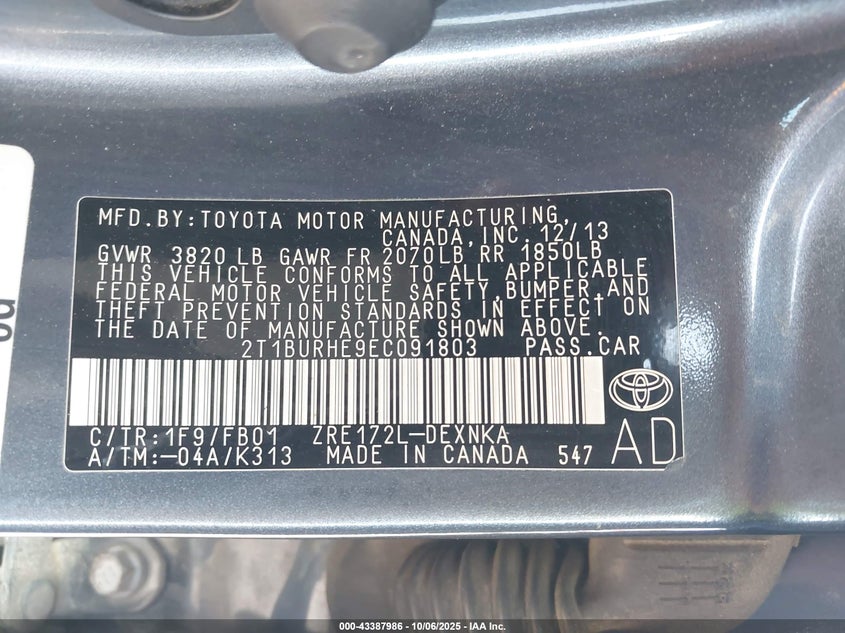 MFD.BY:TOYOTA MOTOR MANUFACTURING,
CANADA,INC. 12/13
GVWR 3820 LB GAWR FR 2070LB RR 1850LB
THIS VEHICLE CONFORMS TO ALL APPLICABLE
FEDERAL MOTOR VEHICLE SAFETY,BUMPER,AND
THEFT PREVENTION STANDARDS IN EFFECT ON
THE DATE OF MANUFACTURE SHOWN ABOVE.
2T1BURHE9EC091803 PASS.CAR
C/TR:1F9/FB01 ZRE172L-DEXNKA
A/TM:-04A/K313 MADE IN CANADA 547
AD
000-43387986 - 10/06/2025 - IAA Inc.